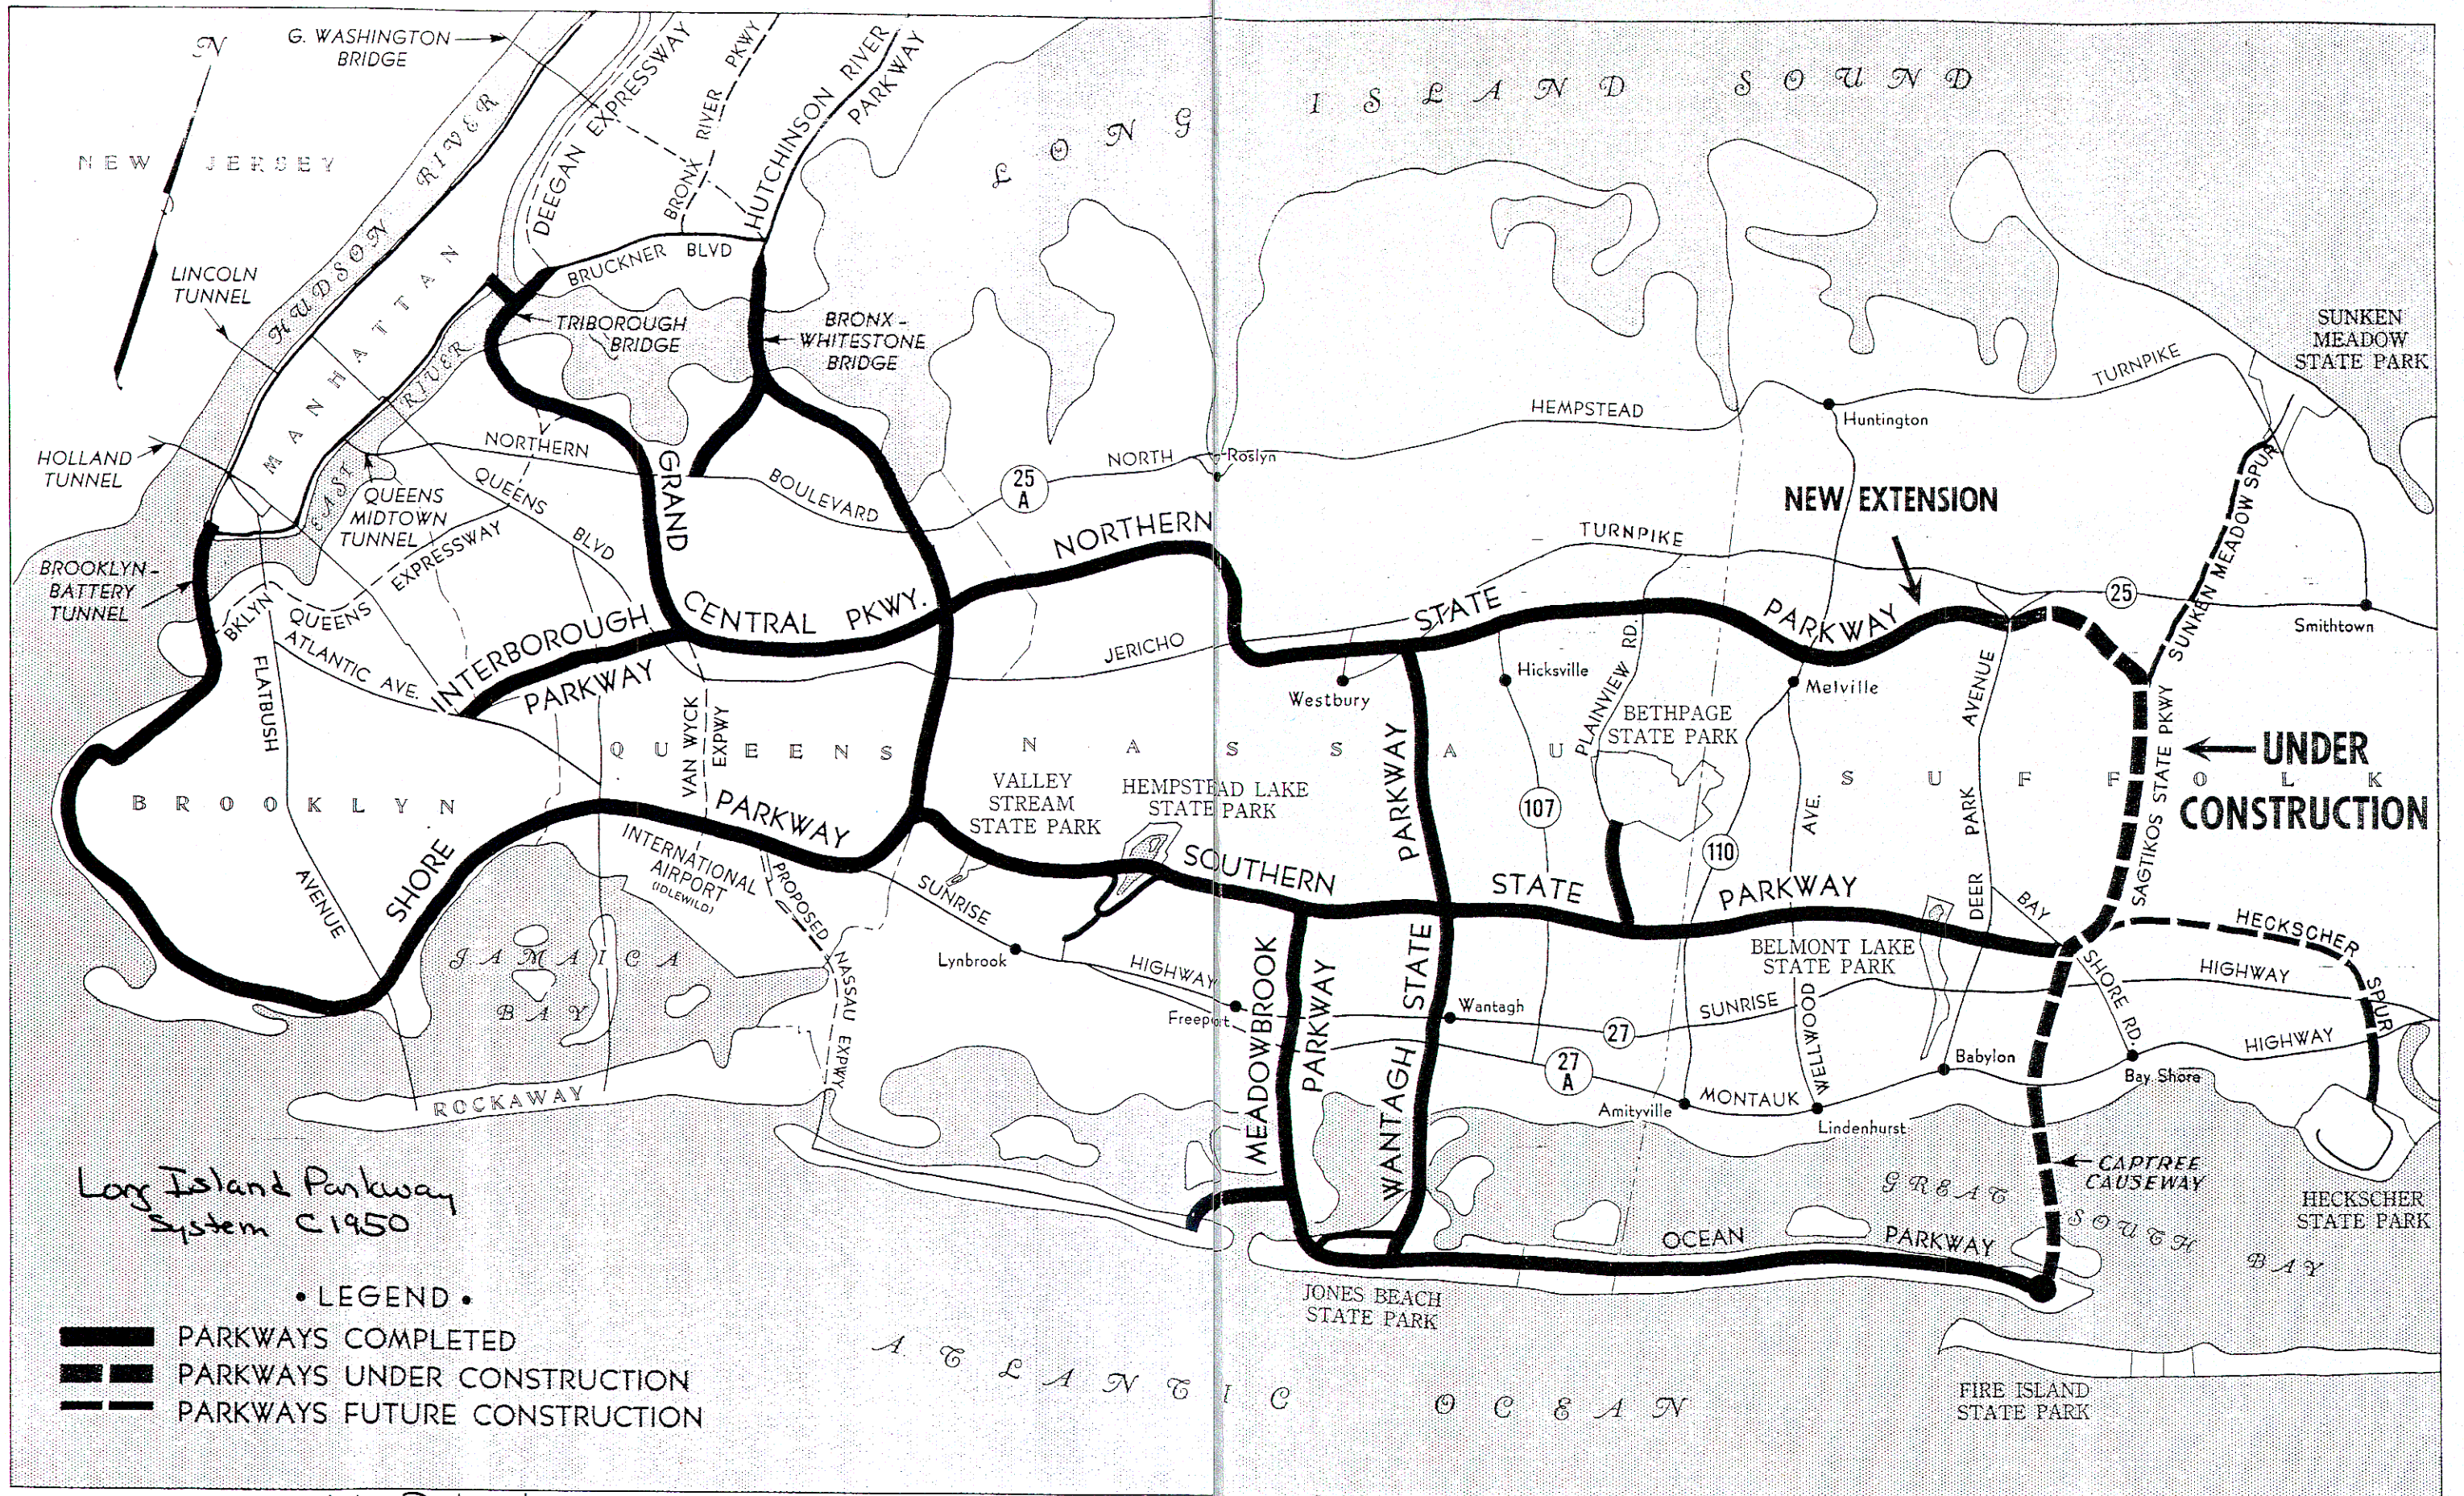 N
G. WASHINGTON
BRIDGE
NEW JERSEY
HUDSON RIVER
DEEGAN EXPRESSWAY
BRONX RIVER PKWY
HUTCHINSON RIVER
PARKWAY
LONG ISLAND SOUND
LINCOLN
TUNNEL
MANHATTAN
BRUCKNER BLVD
TRIBOROUGH
BRIDGE
BRONX-
WHITESTONE
BRIDGE
SUNKEN
MEADOW
STATE PARK
EAST RIVER
HOLLAND
TUNNEL
QUEENS
MIDTOWN
TUNNEL
NORTHERN BOULEVARD
25
A
NORTH HEMPSTEAD TURNPIKE
Roslyn
Huntington
QUEENS BLVD
GRAND CENTRAL PKWY.
NEW EXTENSION
NORTHERN STATE PARKWAY
BROOKLYN-
BATTERY
TUNNEL
BKLYN QUEENS EXPRESSWAY
ATLANTIC AVE.
INTERBOROUGH
PARKWAY
JERICHO TURNPIKE
25
Smithtown
SUNKEN MEADOW SPUR
Westbury
Hicksville
PLAINVIEW RD.
Melville
BETHPAGE
STATE PARK
DEER PARK AVENUE
SAGTIKOS STATE PKWY
UNDER
CONSTRUCTION
FLATBUSH AVENUE
VAN WYCK
EXPWY
BROOKLYN
QUEENS
NASSAU
SUFFOLK
VALLEY
STREAM
STATE PARK
HEMPSTEAD LAKE
STATE PARK
107
110
SHORE PARKWAY
INTERNATIONAL
AIRPORT
(IDLEWILD)
PROPOSED
NASSAU EXPWY
SOUTHERN STATE PARKWAY
WANTAGH STATE PARKWAY
MEADOWBROOK
PARKWAY
SUNRISE HIGHWAY
Lynbrook
Freeport
Wantagh
27
SUNRISE HIGHWAY
BELMONT LAKE
STATE PARK
WELLWOOD AVE.
BAY SHORE RD.
HECKSCHER SPUR
27
A
MONTAUK HIGHWAY
Amityville
Lindenhurst
Babylon
Bay Shore
JAMAICA
BAY
ROCKAWAY
CAPTREE
CAUSEWAY
GREAT SOUTH BAY
HECKSCHER
STATE PARK
OCEAN PARKWAY
JONES BEACH
STATE PARK
FIRE ISLAND
STATE PARK
ATLANTIC OCEAN
Long Island Parkway
System C1950
• LEGEND •
PARKWAYS COMPLETED
PARKWAYS UNDER CONSTRUCTION
PARKWAYS FUTURE CONSTRUCTION